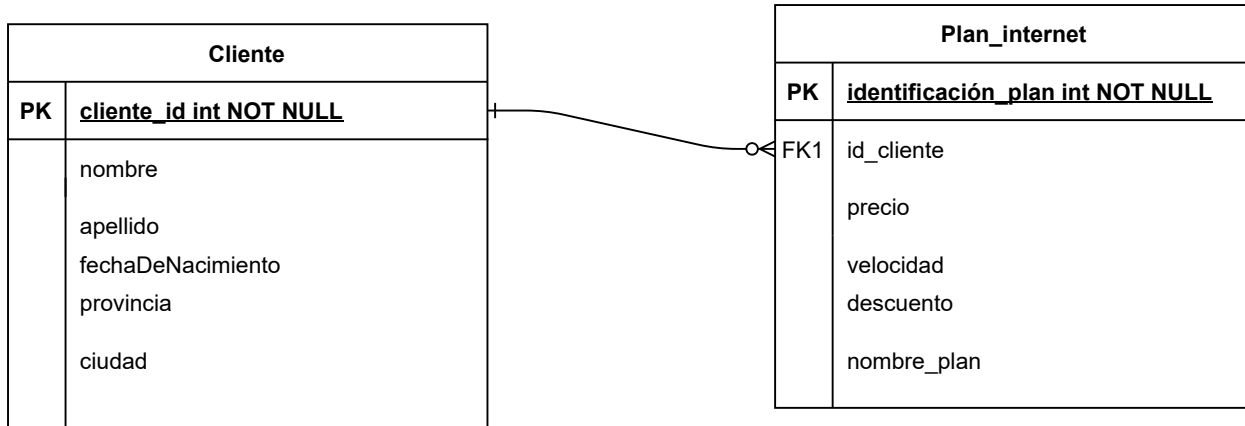 Cliente
PK cliente_id int NOT NULL
nombre
apellido
fechaDeNacimiento
provincia
ciudad
Plan_internet
PK identificación_plan int NOT NULL
FK1 id_cliente
precio
velocidad
descuento
nombre_plan